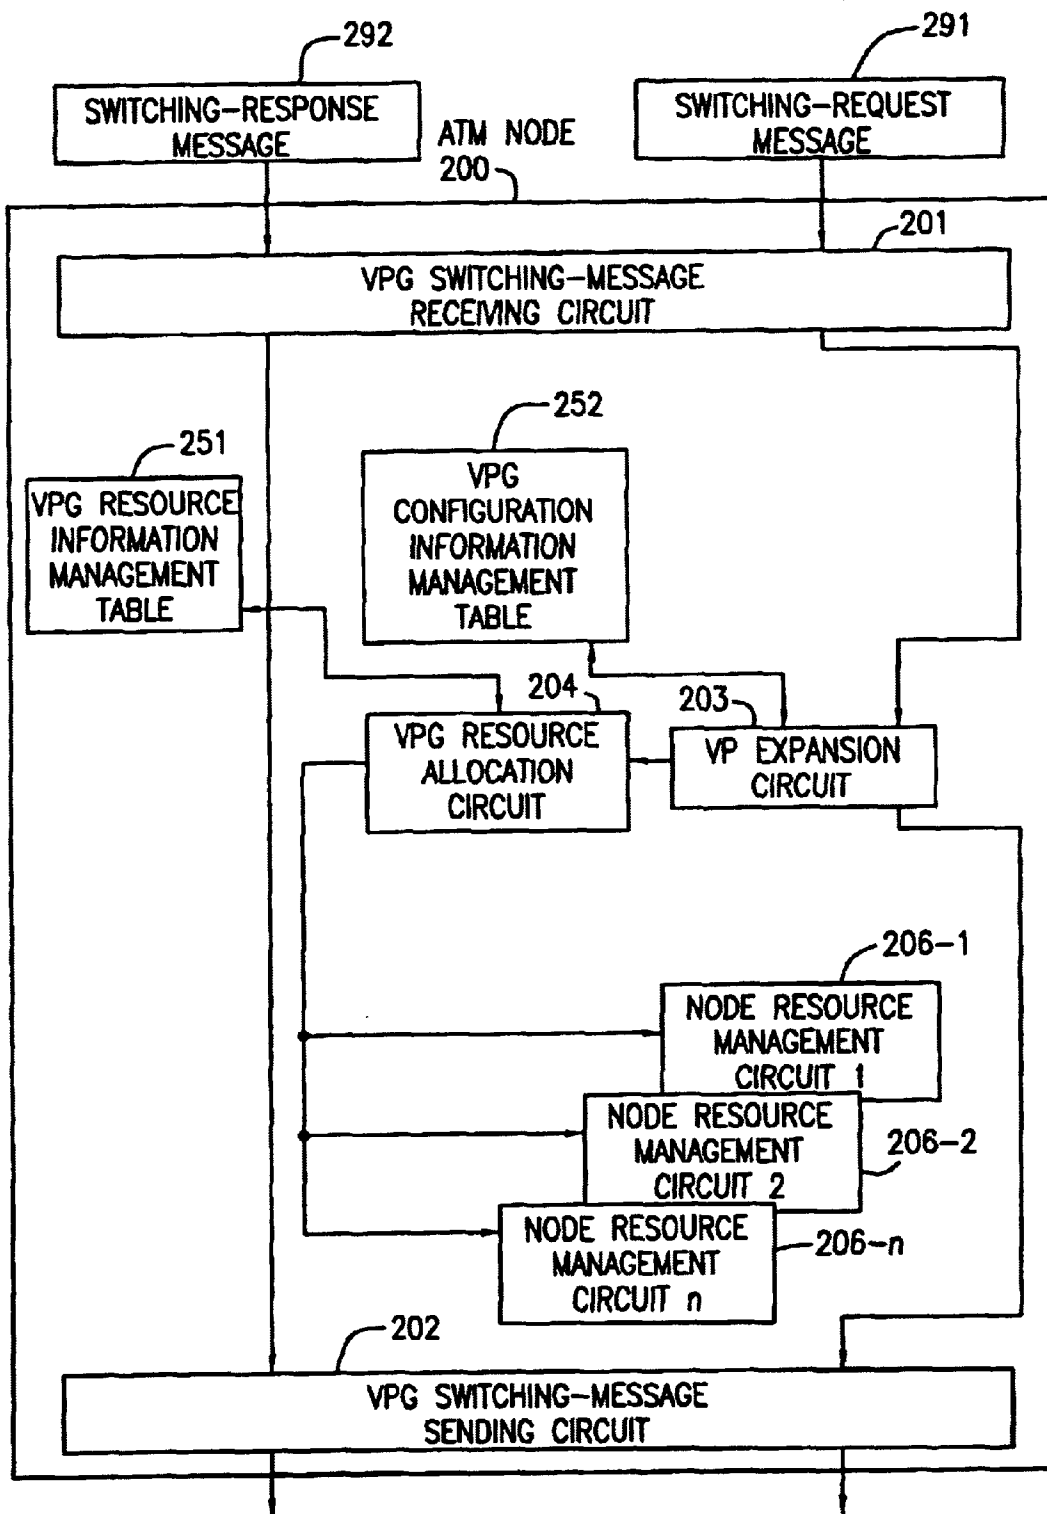 292
291
SWITCHING-RESPONSE
MESSAGE
SWITCHING-REQUEST
MESSAGE
ATM NODE
200
201
VPG SWITCHING-MESSAGE
RECEIVING CIRCUIT
252
251
VPG RESOURCE
INFORMATION
MANAGEMENT
TABLE
VPG
CONFIGURATION
INFORMATION
MANAGEMENT
TABLE
204
203
VPG RESOURCE
ALLOCATION
CIRCUIT
VP EXPANSION
CIRCUIT
206-1
NODE RESOURCE
MANAGEMENT
CIRCUIT 1
NODE RESOURCE
MANAGEMENT
CIRCUIT 2
206-2
NODE RESOURCE
MANAGEMENT
CIRCUIT n
206-n
202
VPG SWITCHING-MESSAGE
SENDING CIRCUIT